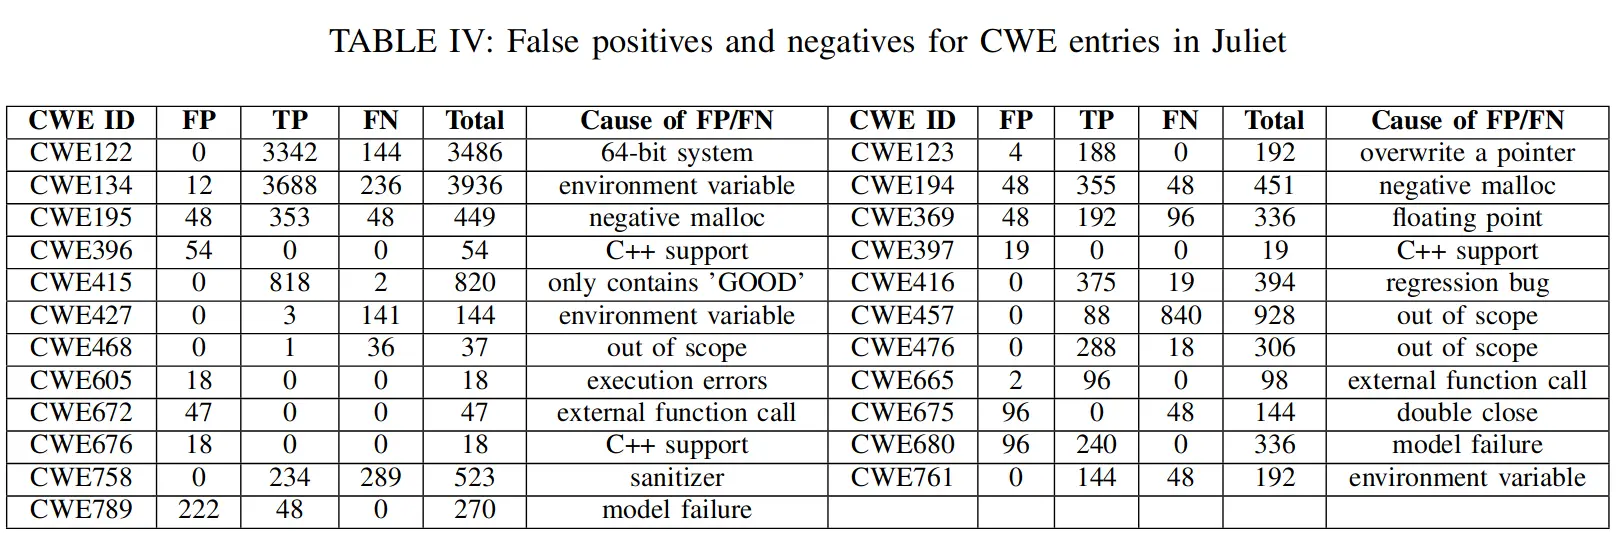 TABLE IV: False positives and negatives for CWE entries in Juliet
CWE ID FP TP FN Total Cause of FP/FN CWE ID FP TP FN Total Cause of FP/FN
CWE122 0 3342 144 3486 64-bit system CWE123 4 188 0 192 overwrite a pointer
CWE134 12 3688 236 3936 environment variable CWE194 48 355 48 451 negative malloc
CWE195 48 353 48 449 negative malloc CWE369 48 192 96 336 floating point
CWE396 54 0 0 54 C++ support CWE397 19 0 0 19 C++ support
CWE415 0 818 2 820 only contains 'GOOD' CWE416 0 375 19 394 regression bug
CWE427 0 3 141 144 environment variable CWE457 0 88 840 928 out of scope
CWE468 0 1 36 37 out of scope CWE476 0 288 18 306 out of scope
CWE605 18 0 0 18 execution errors CWE665 2 96 0 98 external function call
CWE672 47 0 0 47 external function call CWE675 96 0 48 144 double close
CWE676 18 0 0 18 C++ support CWE680 96 240 0 336 model failure
CWE758 0 234 289 523 sanitizer CWE761 0 144 48 192 environment variable
CWE789 222 48 0 270 model failure